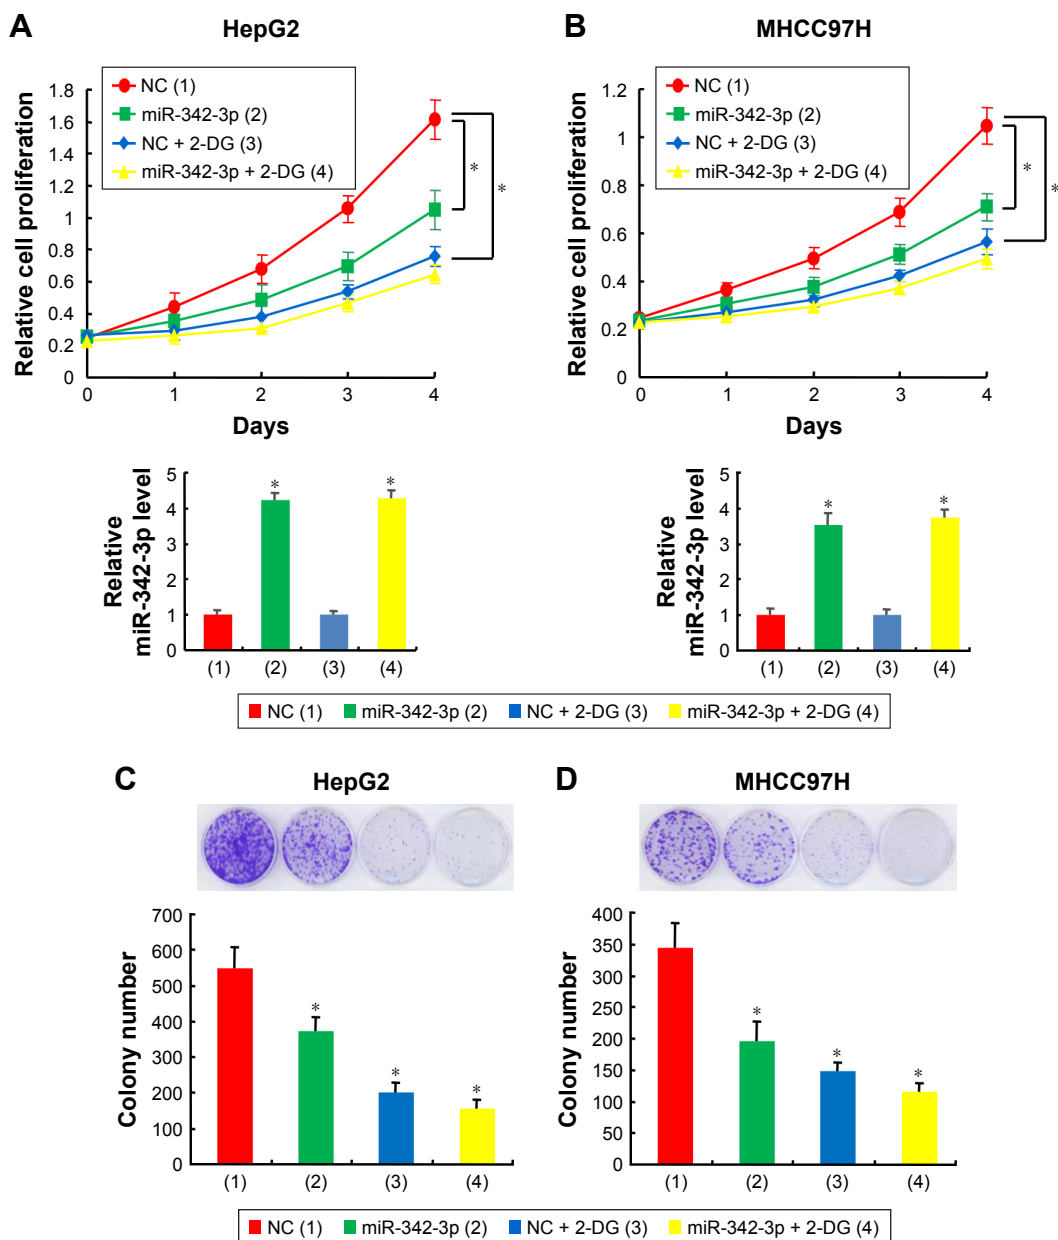 A
HepG2
NC (1)
miR-342-3p (2)
NC + 2-DG (3)
miR-342-3p + 2-DG (4)
Relative cell proliferation
1.8
1.6
1.4
1.2
1
0.8
0.6
0.4
0.2
0
0 1 2 3 4
Days
*
*
B
MHCC97H
NC (1)
miR-342-3p (2)
NC + 2-DG (3)
miR-342-3p + 2-DG (4)
Relative cell proliferation
1.2
1
0.8
0.6
0.4
0.2
0
0 1 2 3 4
Days
*
*
Relative
miR-342-3p level
5
4
3
2
1
0
* *
(1) (2) (3) (4)
Relative
miR-342-3p level
5
4
3
2
1
0
* *
(1) (2) (3) (4)
NC (1) miR-342-3p (2) NC + 2-DG (3) miR-342-3p + 2-DG (4)
C
HepG2
Colony number
700
600
500
400
300
200
100
0
* * *
(1) (2) (3) (4)
D
MHCC97H
Colony number
400
350
300
250
200
150
100
50
0
* * *
(1) (2) (3) (4)
NC (1) miR-342-3p (2) NC + 2-DG (3) miR-342-3p + 2-DG (4)